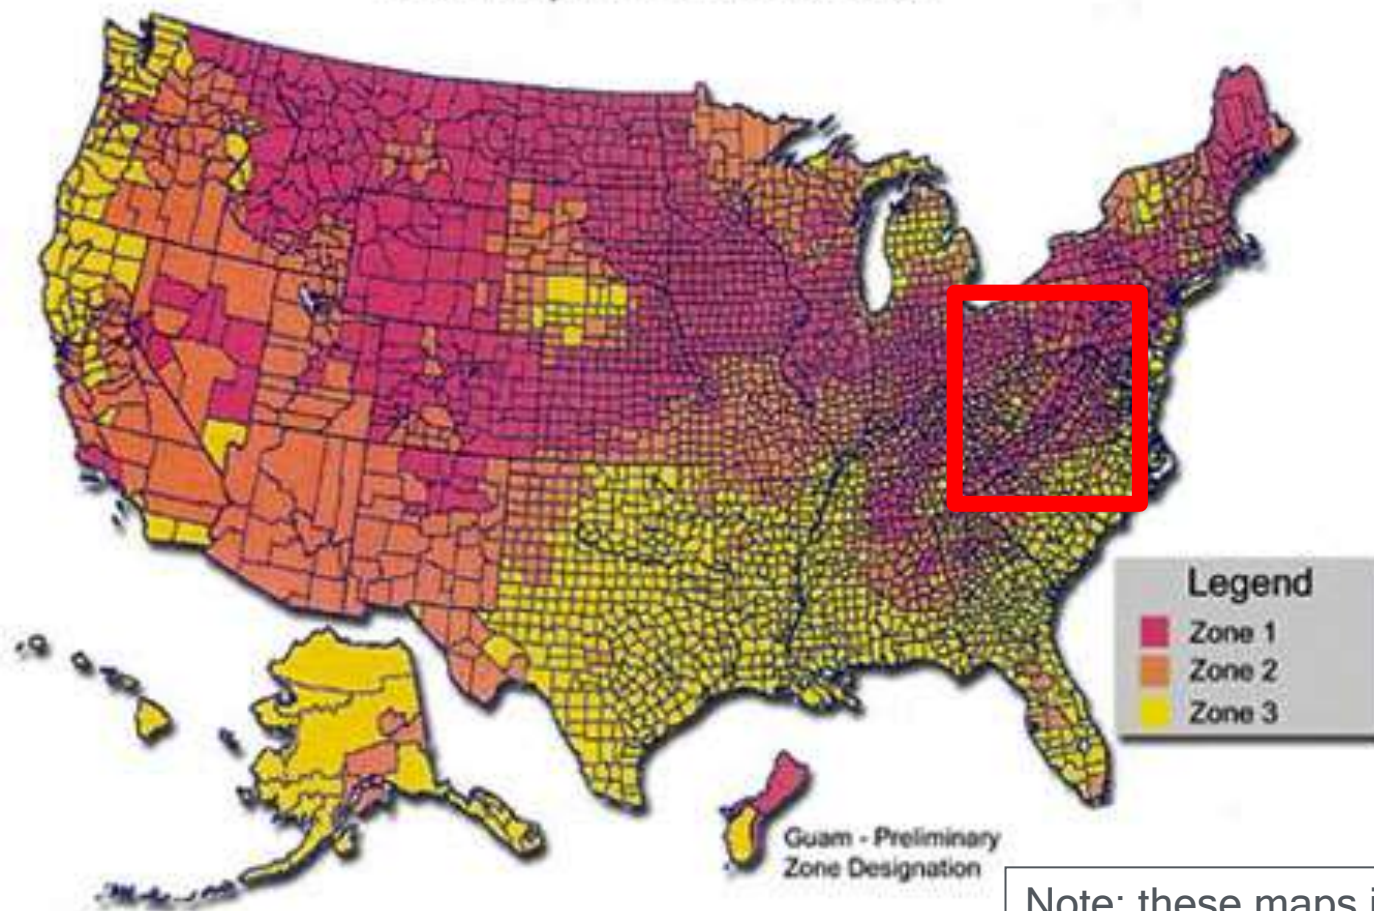 Legend
Zone 1
Zone 2
Zone 3
Guam - Preliminary
Zone Designation
Note: these maps i